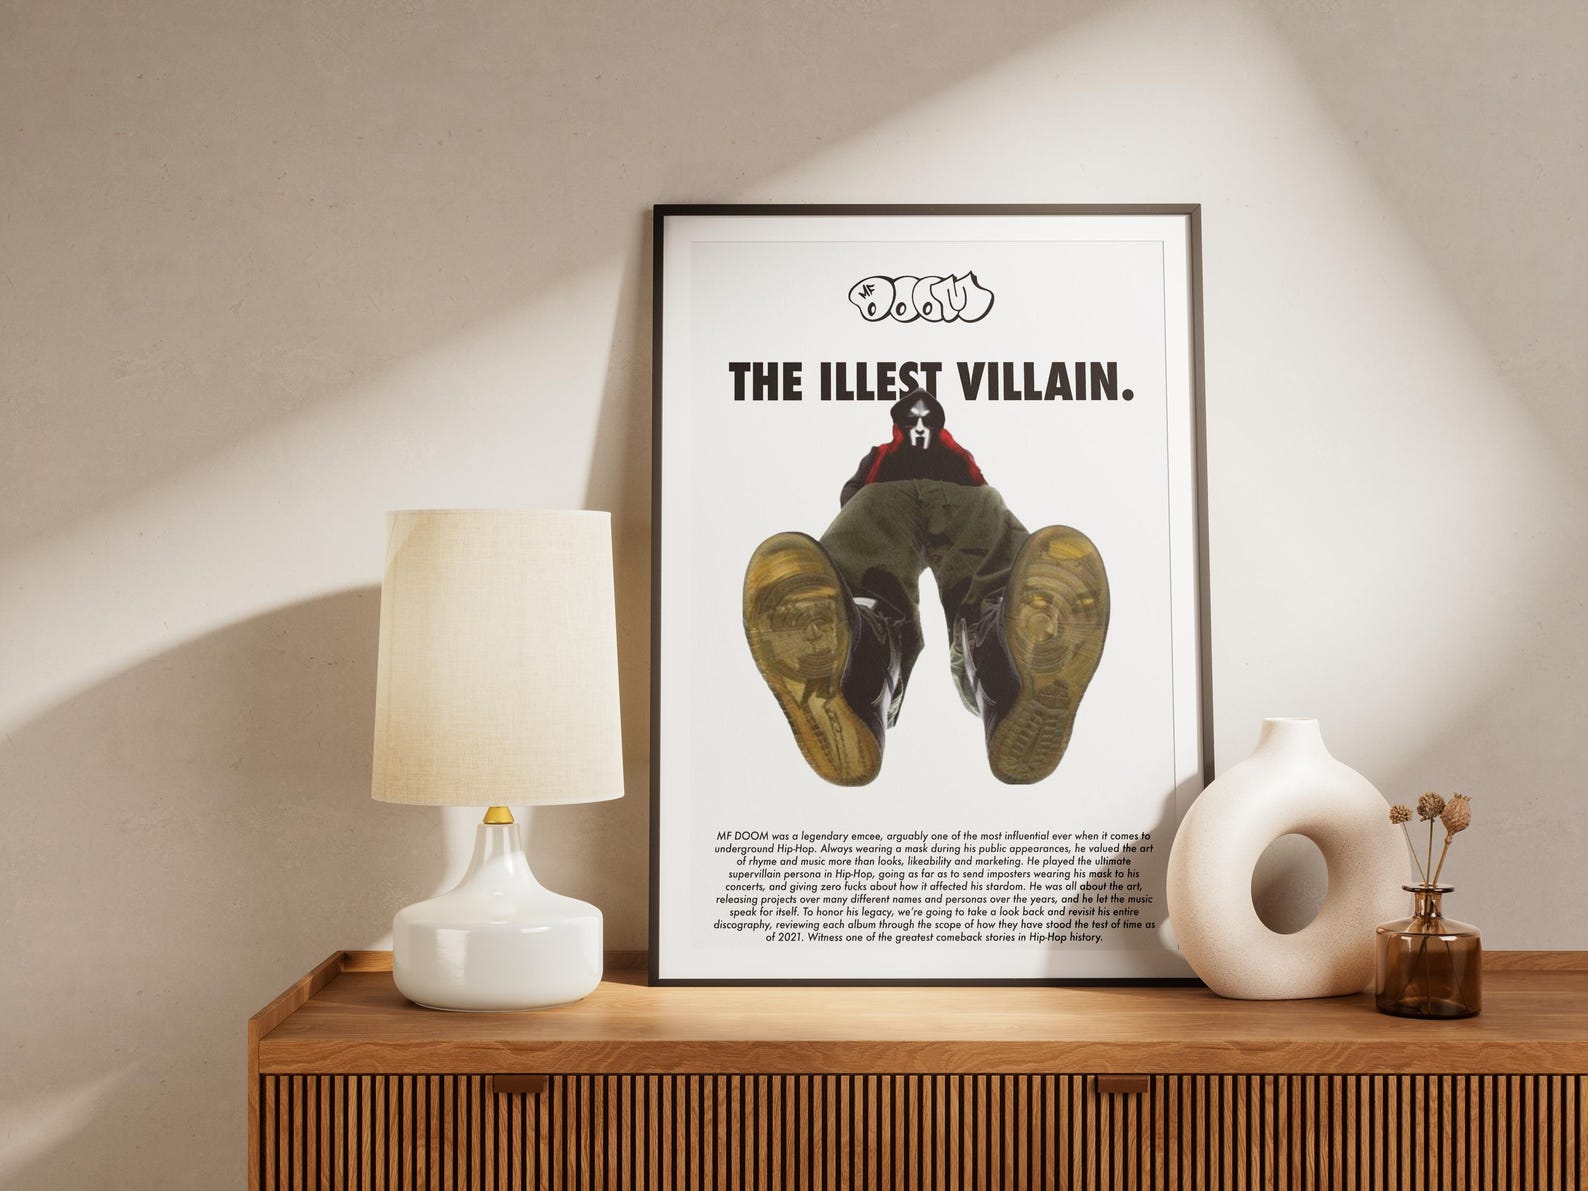 MF DOOM
THE ILLEST VILLAIN.
MF DOOM was a legendary emcee, arguably one of the most influential ever when it comes to
underground Hip-Hop. Always wearing a mask during his public appearances, he valued the art
of rhyme and music more than looks, likeability and marketing. He played the ultimate
supervillain persona in Hip-Hop, going as far as to send imposters wearing his mask to his
concerts, and giving zero fucks about how it affected his stardom. He was all about the art,
releasing projects over many different names and personas over the years, and he let the music
speak for itself. To honor his legacy, we're going to take a look back and revisit his entire
discography, reviewing each album through the scope of how they have stood the test of time as
of 2021. Witness one of the greatest comeback stories in Hip-Hop history.